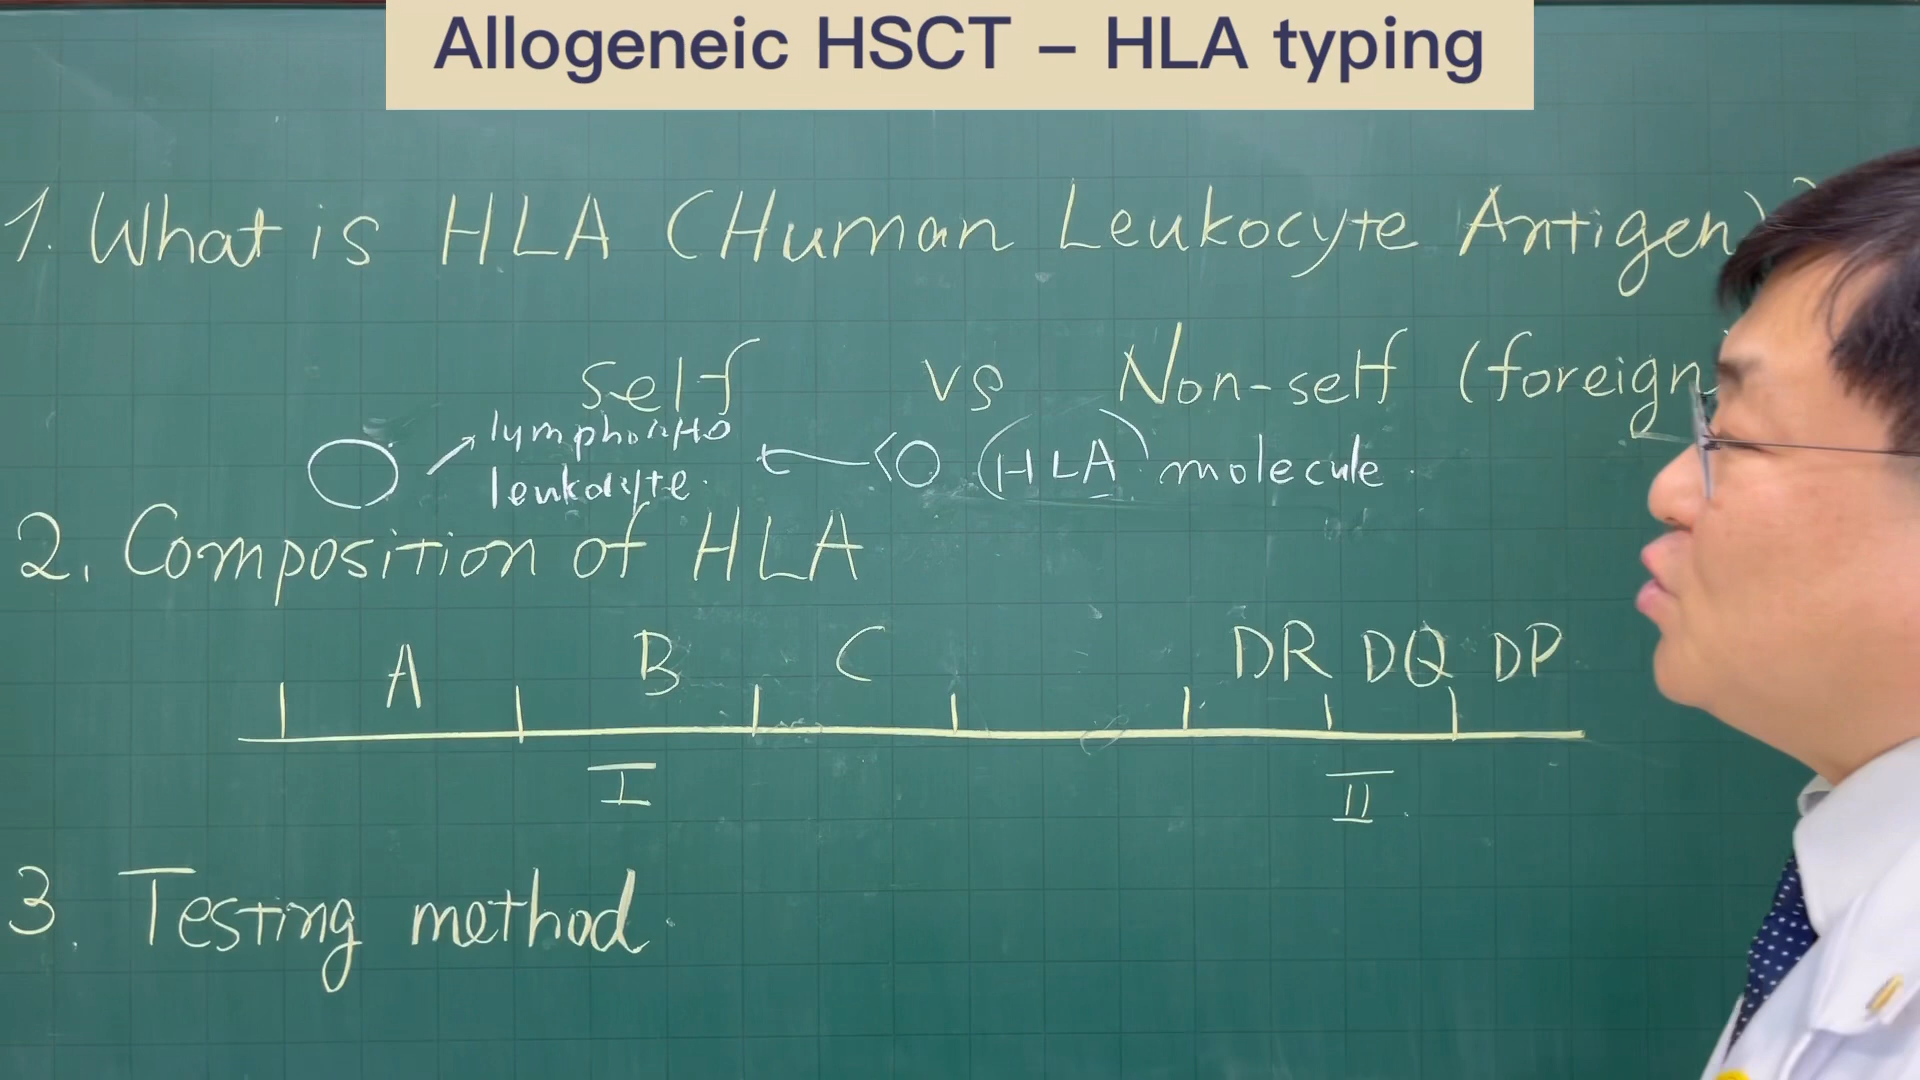 Allogeneic HSCT – HLA typing
1. What is HLA (Human Leukocyte Antigen)?
Self vs Non-self (foreign
leukocyte. (HLA) molecule
2. Composition of HLA
A B C DR DQ DP
I II
3. Testing method